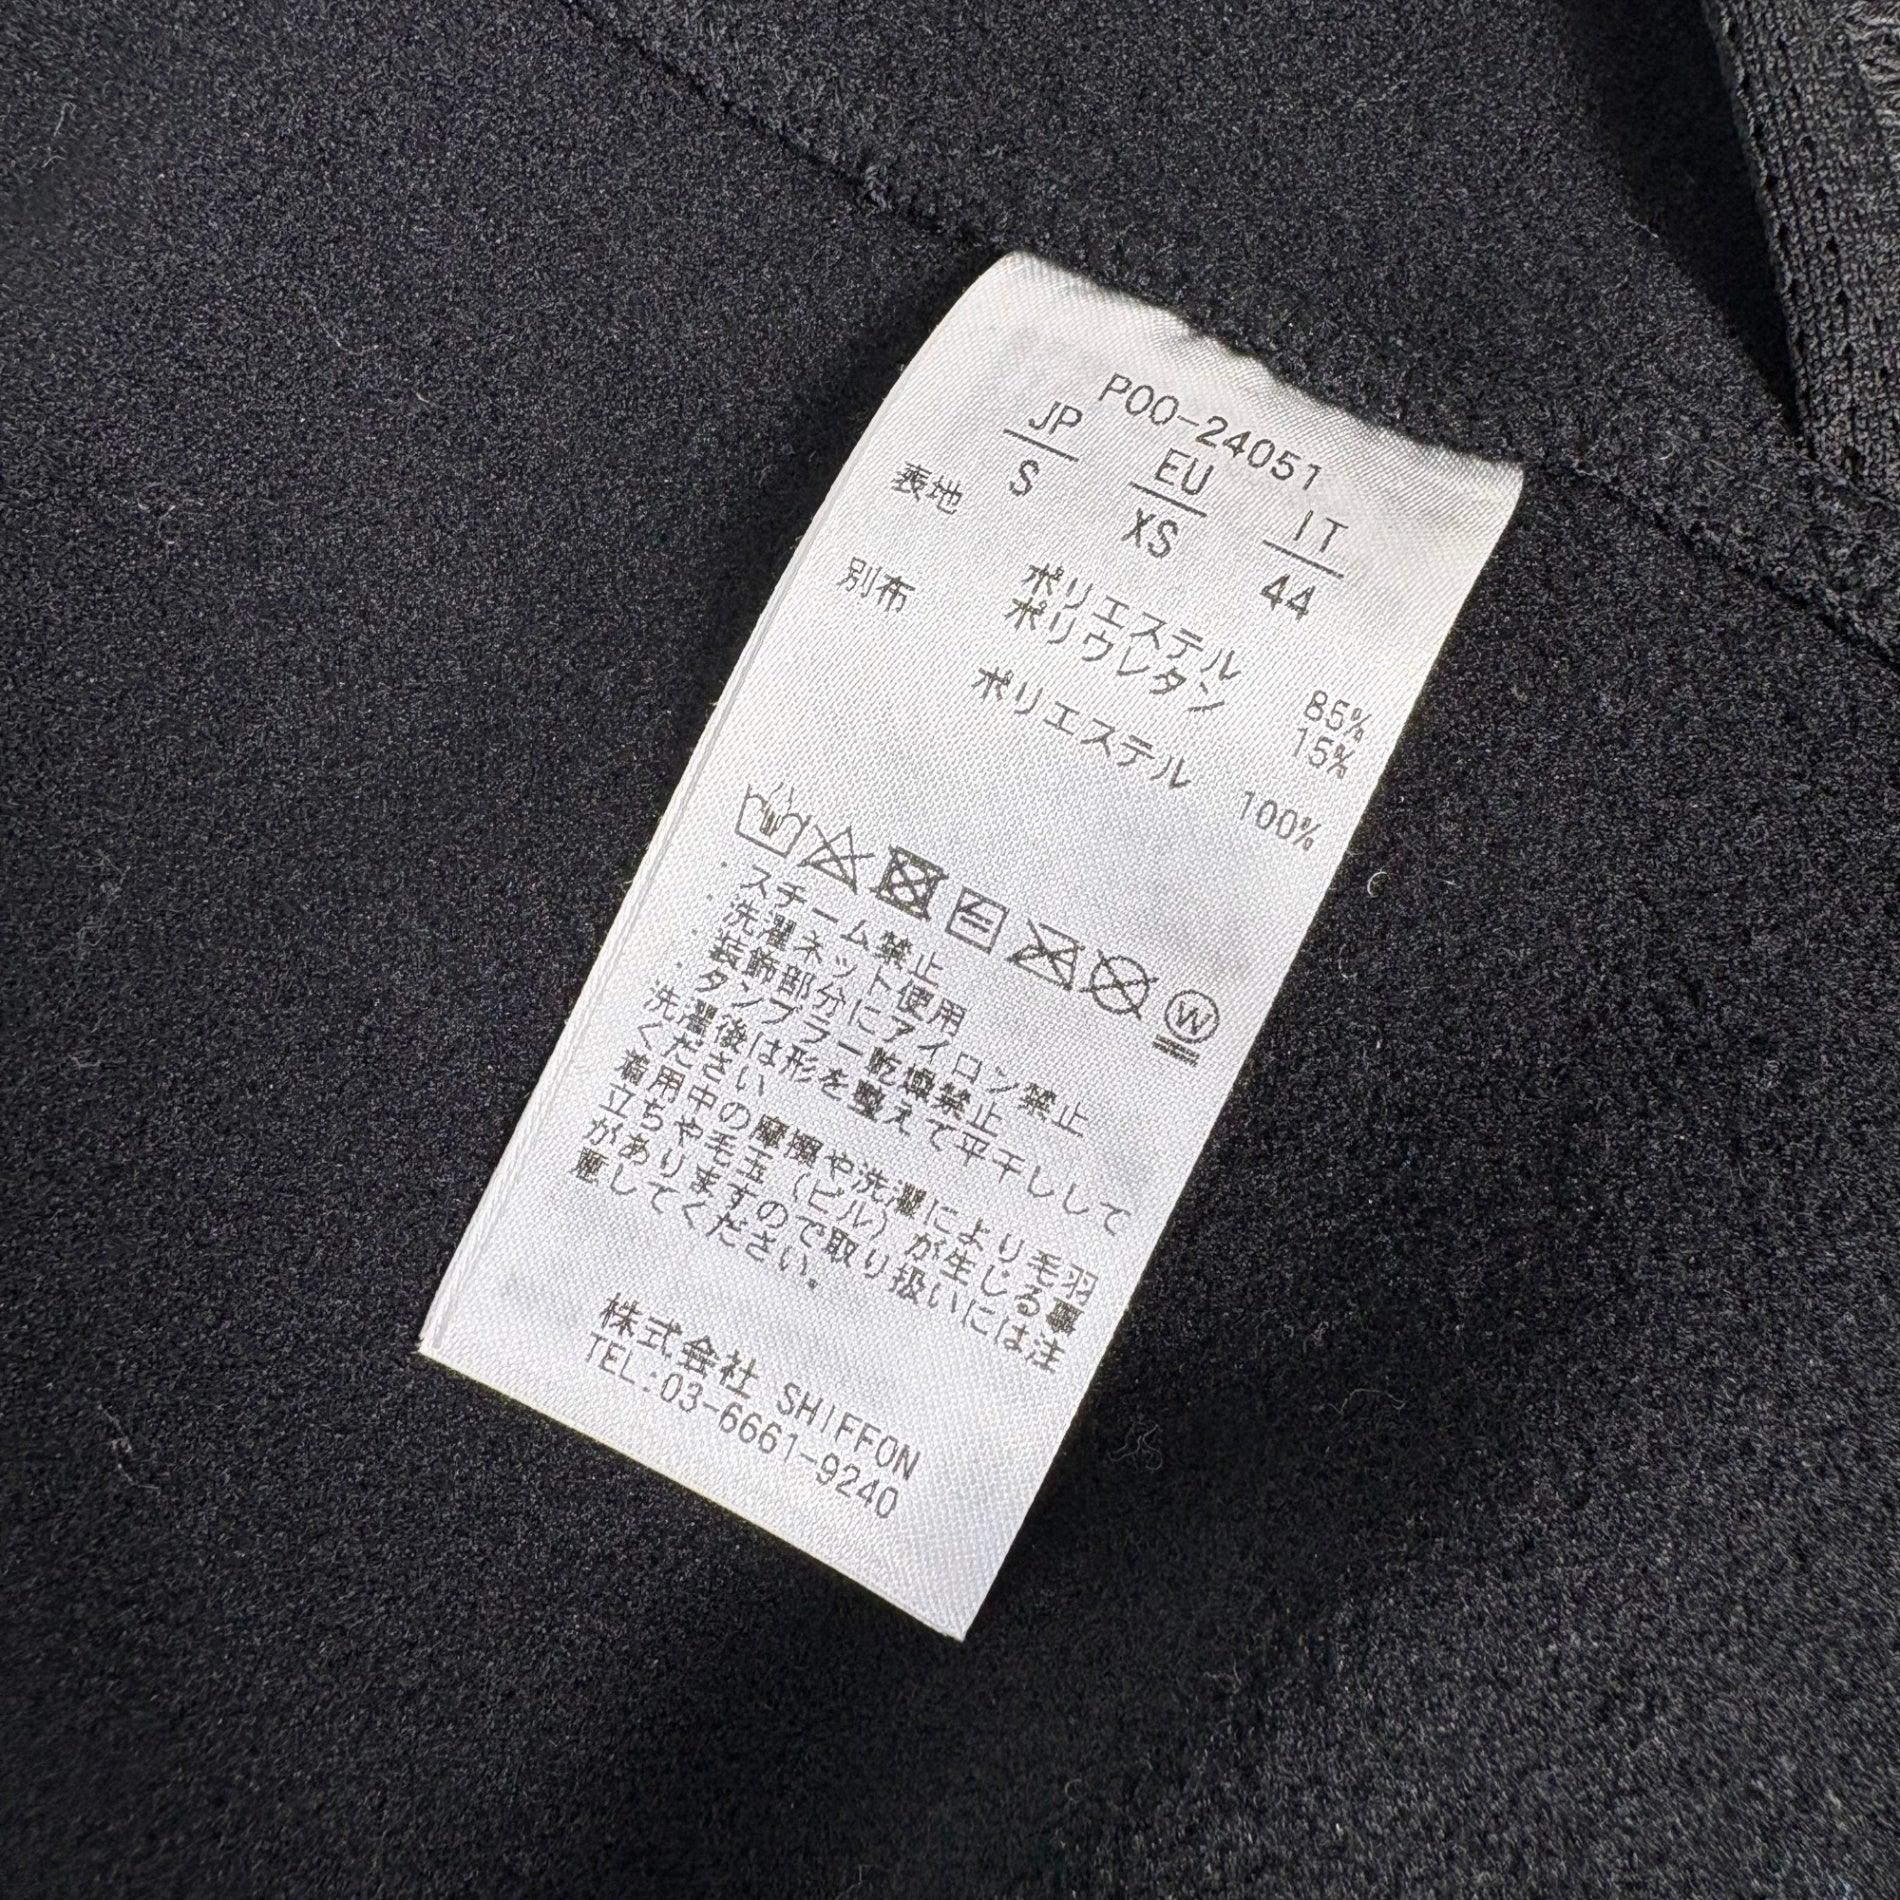 P00-24051
JP EU IT
S XS 44
表地 ポリエステル 85%
ポリウレタン 15%
別布 ポリエステル 100%
W
・スチーム禁止
・洗濯ネット使用
・装飾部分にアイロン禁止
・タンブラー乾燥禁止
洗濯後は形を整えて平干しして
ください
着用中の摩擦や洗濯により毛羽
立ちや毛玉(ピル)が生じる事
がありますので取り扱いには注
意してください。
株式会社 SHIFFON
TEL:03-6661-9240